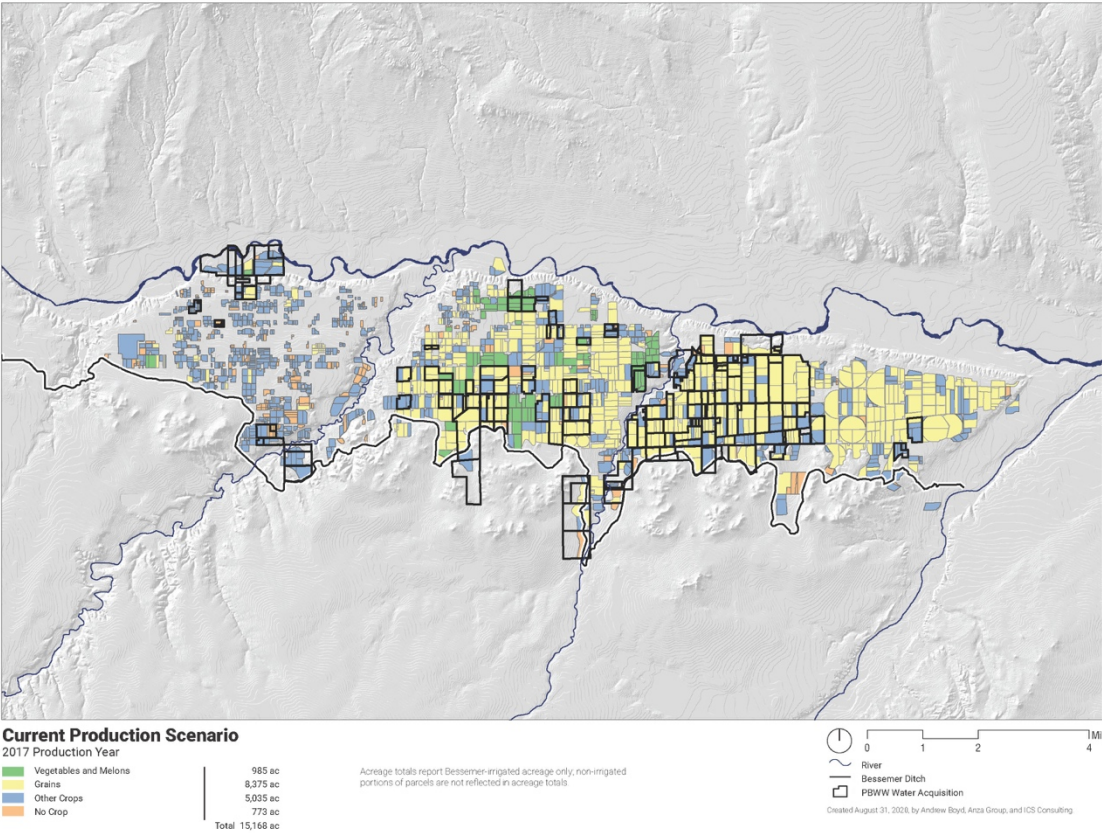 Current Production Scenario
2017 Production Year
Vegetables and Melons 985 ac
Grains 8,375 ac
Other Crops 5,035 ac
No Crop 773 ac
Total 15,168 ac
Acreage totals report Bessemer-irrigated acreage only; non-irrigated
portions of parcels are not reflected in acreage totals.
0 1 2 4 Mi
River
Bessemer Ditch
PBWW Water Acquisition
Created August 31, 2028, by Andrew Boyd, Anza Group, and ICS Consulting